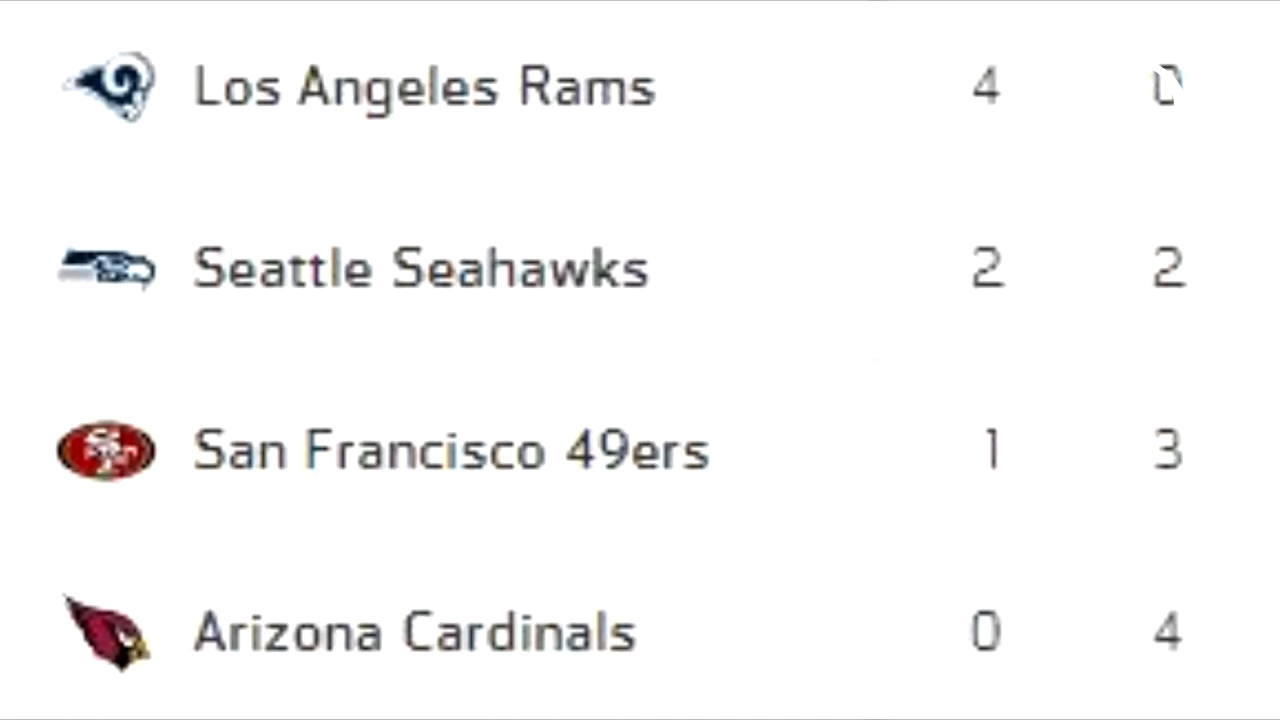 Los Angeles Rams 4 0
Seattle Seahawks 2 2
San Francisco 49ers 1 3
Arizona Cardinals 0 4